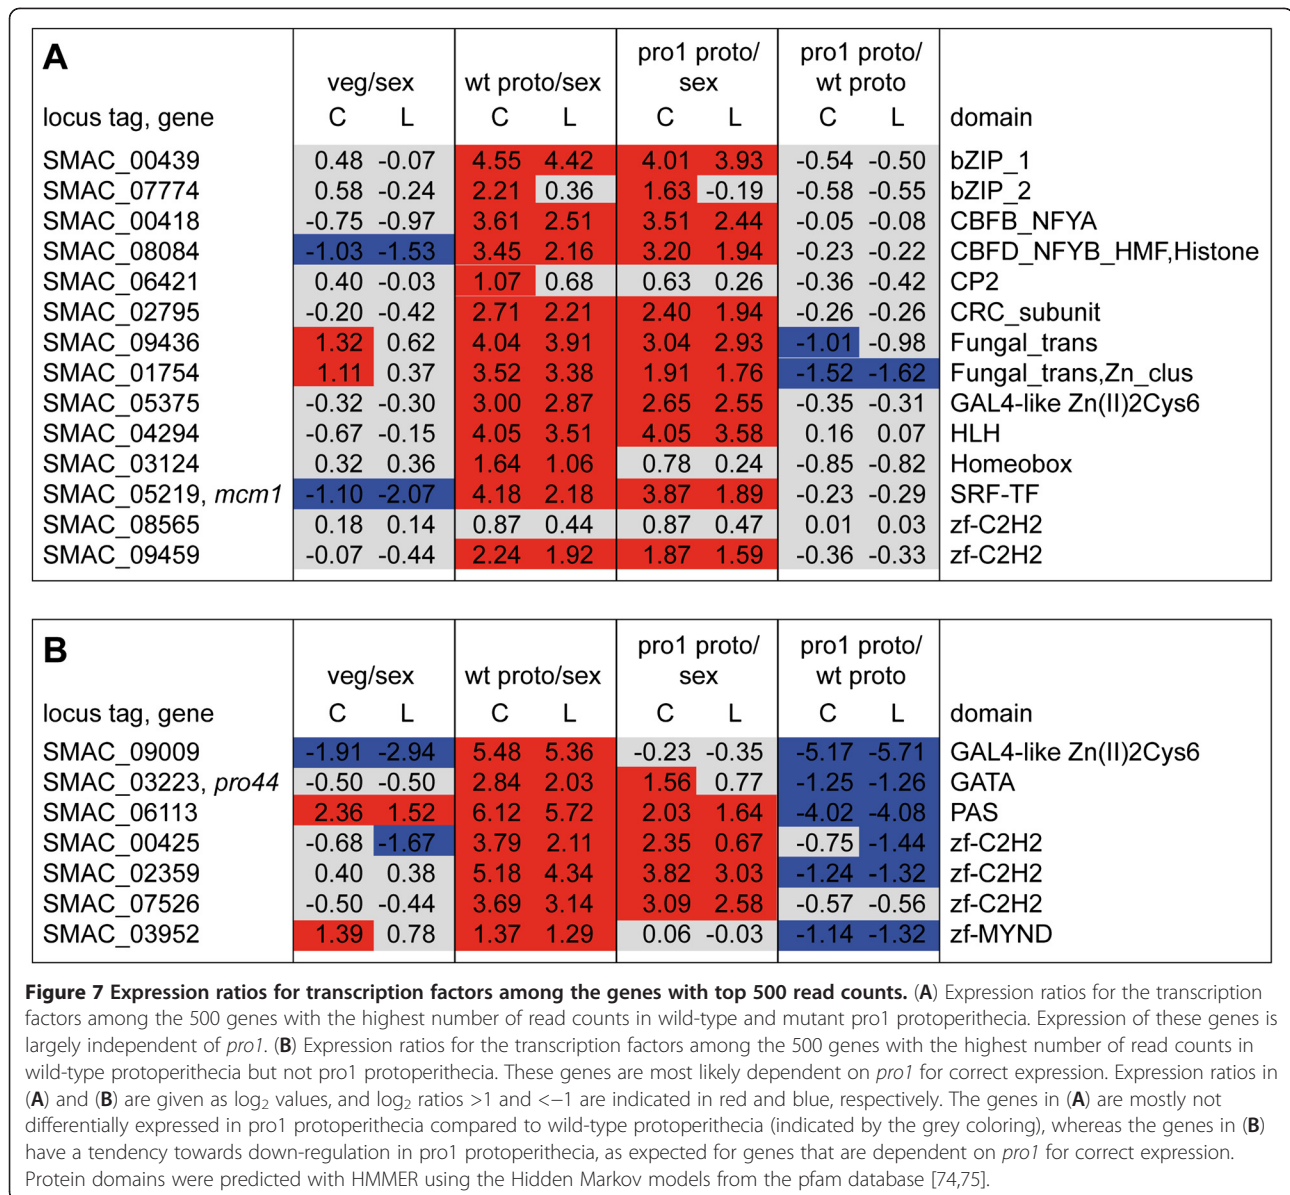 A
veg/sex wt proto/sex pro1 proto/ sex pro1 proto/ wt proto
locus tag, gene C L C L C L C L domain
SMAC_00439 0.48 -0.07 4.55 4.42 4.01 3.93 -0.54 -0.50 bZIP_1
SMAC_07774 0.58 -0.24 2.21 0.36 1.63 -0.19 -0.58 -0.55 bZIP_2
SMAC_00418 -0.75 -0.97 3.61 2.51 3.51 2.44 -0.05 -0.08 CBFB_NFYA
SMAC_08084 -1.03 -1.53 3.45 2.16 3.20 1.94 -0.23 -0.22 CBFD_NFYB_HMF,Histone
SMAC_06421 0.40 -0.03 1.07 0.68 0.63 0.26 -0.36 -0.42 CP2
SMAC_02795 -0.20 -0.42 2.71 2.21 2.40 1.94 -0.26 -0.26 CRC_subunit
SMAC_09436 1.32 0.62 4.04 3.91 3.04 2.93 -1.01 -0.98 Fungal_trans
SMAC_01754 1.11 0.37 3.52 3.38 1.91 1.76 -1.52 -1.62 Fungal_trans,Zn_clus
SMAC_05375 -0.32 -0.30 3.00 2.87 2.65 2.55 -0.35 -0.31 GAL4-like Zn(II)2Cys6
SMAC_04294 -0.67 -0.15 4.05 3.51 4.05 3.58 0.16 0.07 HLH
SMAC_03124 0.32 0.36 1.64 1.06 0.78 0.24 -0.85 -0.82 Homeobox
SMAC_05219, mcm1 -1.10 -2.07 4.18 2.18 3.87 1.89 -0.23 -0.29 SRF-TF
SMAC_08565 0.18 0.14 0.87 0.44 0.87 0.47 0.01 0.03 zf-C2H2
SMAC_09459 -0.07 -0.44 2.24 1.92 1.87 1.59 -0.36 -0.33 zf-C2H2
B
veg/sex wt proto/sex pro1 proto/ sex pro1 proto/ wt proto
locus tag, gene C L C L C L C L domain
SMAC_09009 -1.91 -2.94 5.48 5.36 -0.23 -0.35 -5.17 -5.71 GAL4-like Zn(II)2Cys6
SMAC_03223, pro44 -0.50 -0.50 2.84 2.03 1.56 0.77 -1.25 -1.26 GATA
SMAC_06113 2.36 1.52 6.12 5.72 2.03 1.64 -4.02 -4.08 PAS
SMAC_00425 -0.68 -1.67 3.79 2.11 2.35 0.67 -0.75 -1.44 zf-C2H2
SMAC_02359 0.40 0.38 5.18 4.34 3.82 3.03 -1.24 -1.32 zf-C2H2
SMAC_07526 -0.50 -0.44 3.69 3.14 3.09 2.58 -0.57 -0.56 zf-C2H2
SMAC_03952 1.39 0.78 1.37 1.29 0.06 -0.03 -1.14 -1.32 zf-MYND
Figure 7 Expression ratios for transcription factors among the genes with top 500 read counts. (A) Expression ratios for the transcription
factors among the 500 genes with the highest number of read counts in wild-type and mutant pro1 protoperithecia. Expression of these genes is
largely independent of pro1. (B) Expression ratios for the transcription factors among the 500 genes with the highest number of read counts in
wild-type protoperithecia but not pro1 protoperithecia. These genes are most likely dependent on pro1 for correct expression. Expression ratios in
(A) and (B) are given as log₂ values, and log₂ ratios >1 and <−1 are indicated in red and blue, respectively. The genes in (A) are mostly not
differentially expressed in pro1 protoperithecia compared to wild-type protoperithecia (indicated by the grey coloring), whereas the genes in (B)
have a tendency towards down-regulation in pro1 protoperithecia, as expected for genes that are dependent on pro1 for correct expression.
Protein domains were predicted with HMMER using the Hidden Markov models from the pfam database [74,75].